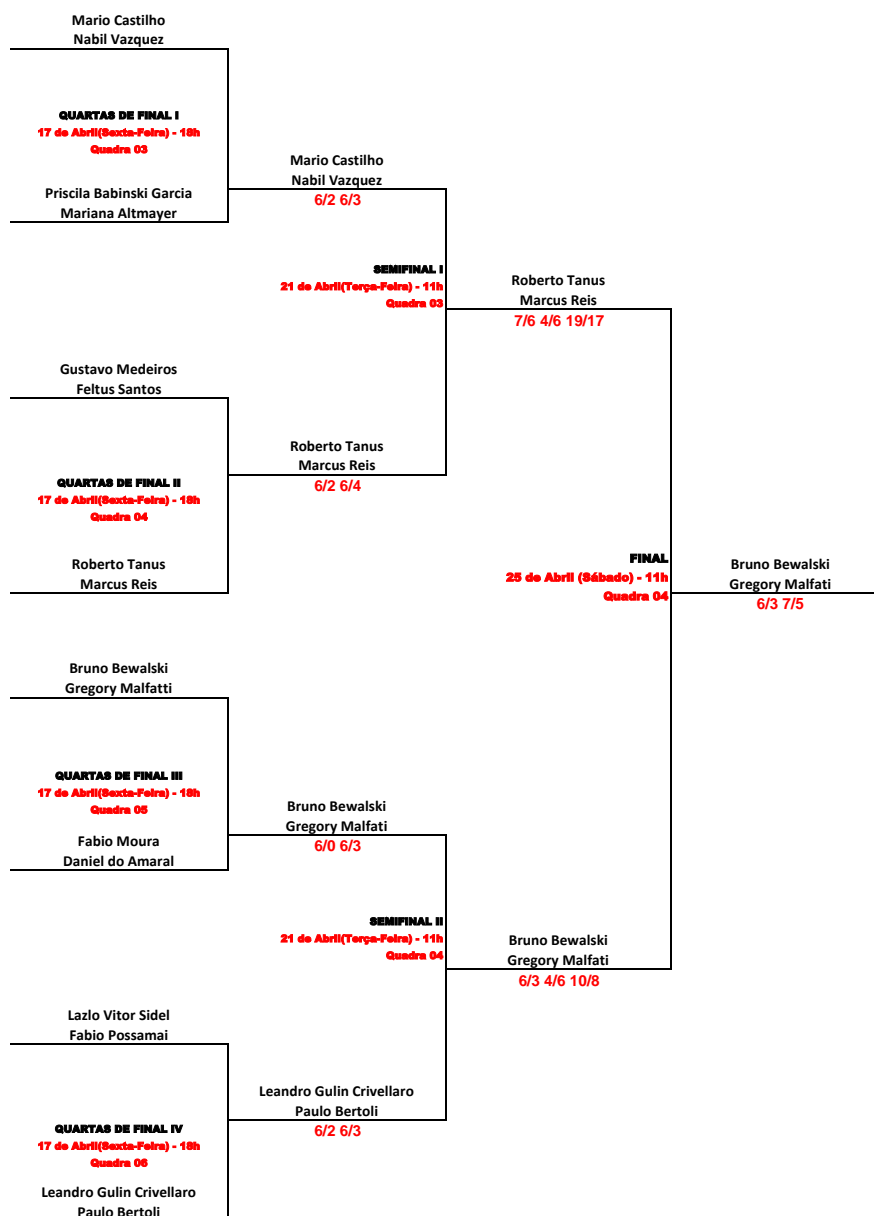 Mario Castilho
Nabil Vazquez
QUARTAS DE FINAL I
17 de Abril(Sexta-Feira) - 18h
Quadra 03
Priscila Babinski Garcia
Mariana Altmayer
Mario Castilho
Nabil Vazquez
6/2 6/3
SEMIFINAL I
21 de Abril(Terça-Feira) - 11h
Quadra 03
Roberto Tanus
Marcus Reis
7/6 4/6 19/17
Gustavo Medeiros
Feltus Santos
QUARTAS DE FINAL II
17 de Abril(Sexta-Feira) - 18h
Quadra 04
Roberto Tanus
Marcus Reis
Roberto Tanus
Marcus Reis
6/2 6/4
FINAL
25 de Abril (Sábado) - 11h
Quadra 04
Bruno Bewalski
Gregory Malfati
6/3 7/5
Bruno Bewalski
Gregory Malfatti
QUARTAS DE FINAL III
17 de Abril(Sexta-Feira) - 18h
Quadra 05
Fabio Moura
Daniel do Amaral
Bruno Bewalski
Gregory Malfati
6/0 6/3
SEMIFINAL II
21 de Abril(Terça-Feira) - 11h
Quadra 04
Bruno Bewalski
Gregory Malfati
6/3 4/6 10/8
Lazlo Vitor Sidel
Fabio Possamai
QUARTAS DE FINAL IV
17 de Abril(Sexta-Feira) - 18h
Quadra 06
Leandro Gulin Crivellaro
Paulo Bertoli
Leandro Gulin Crivellaro
Paulo Bertoli
6/2 6/3